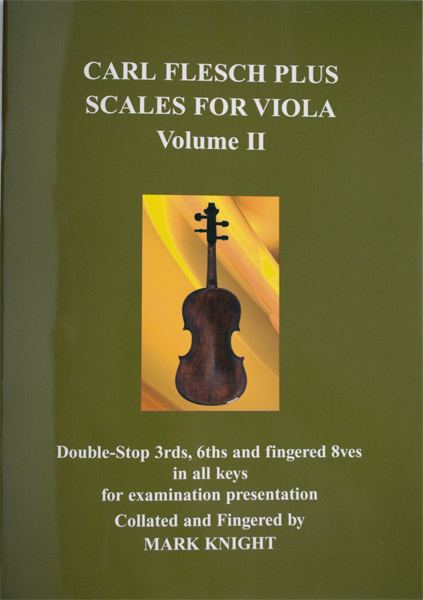 CARL FLESCH PLUS
SCALES FOR VIOLA
Volume II
Double-Stop 3rds, 6ths and fingered 8ves
in all keys
for examination presentation
Collated and Fingered by
MARK KNIGHT